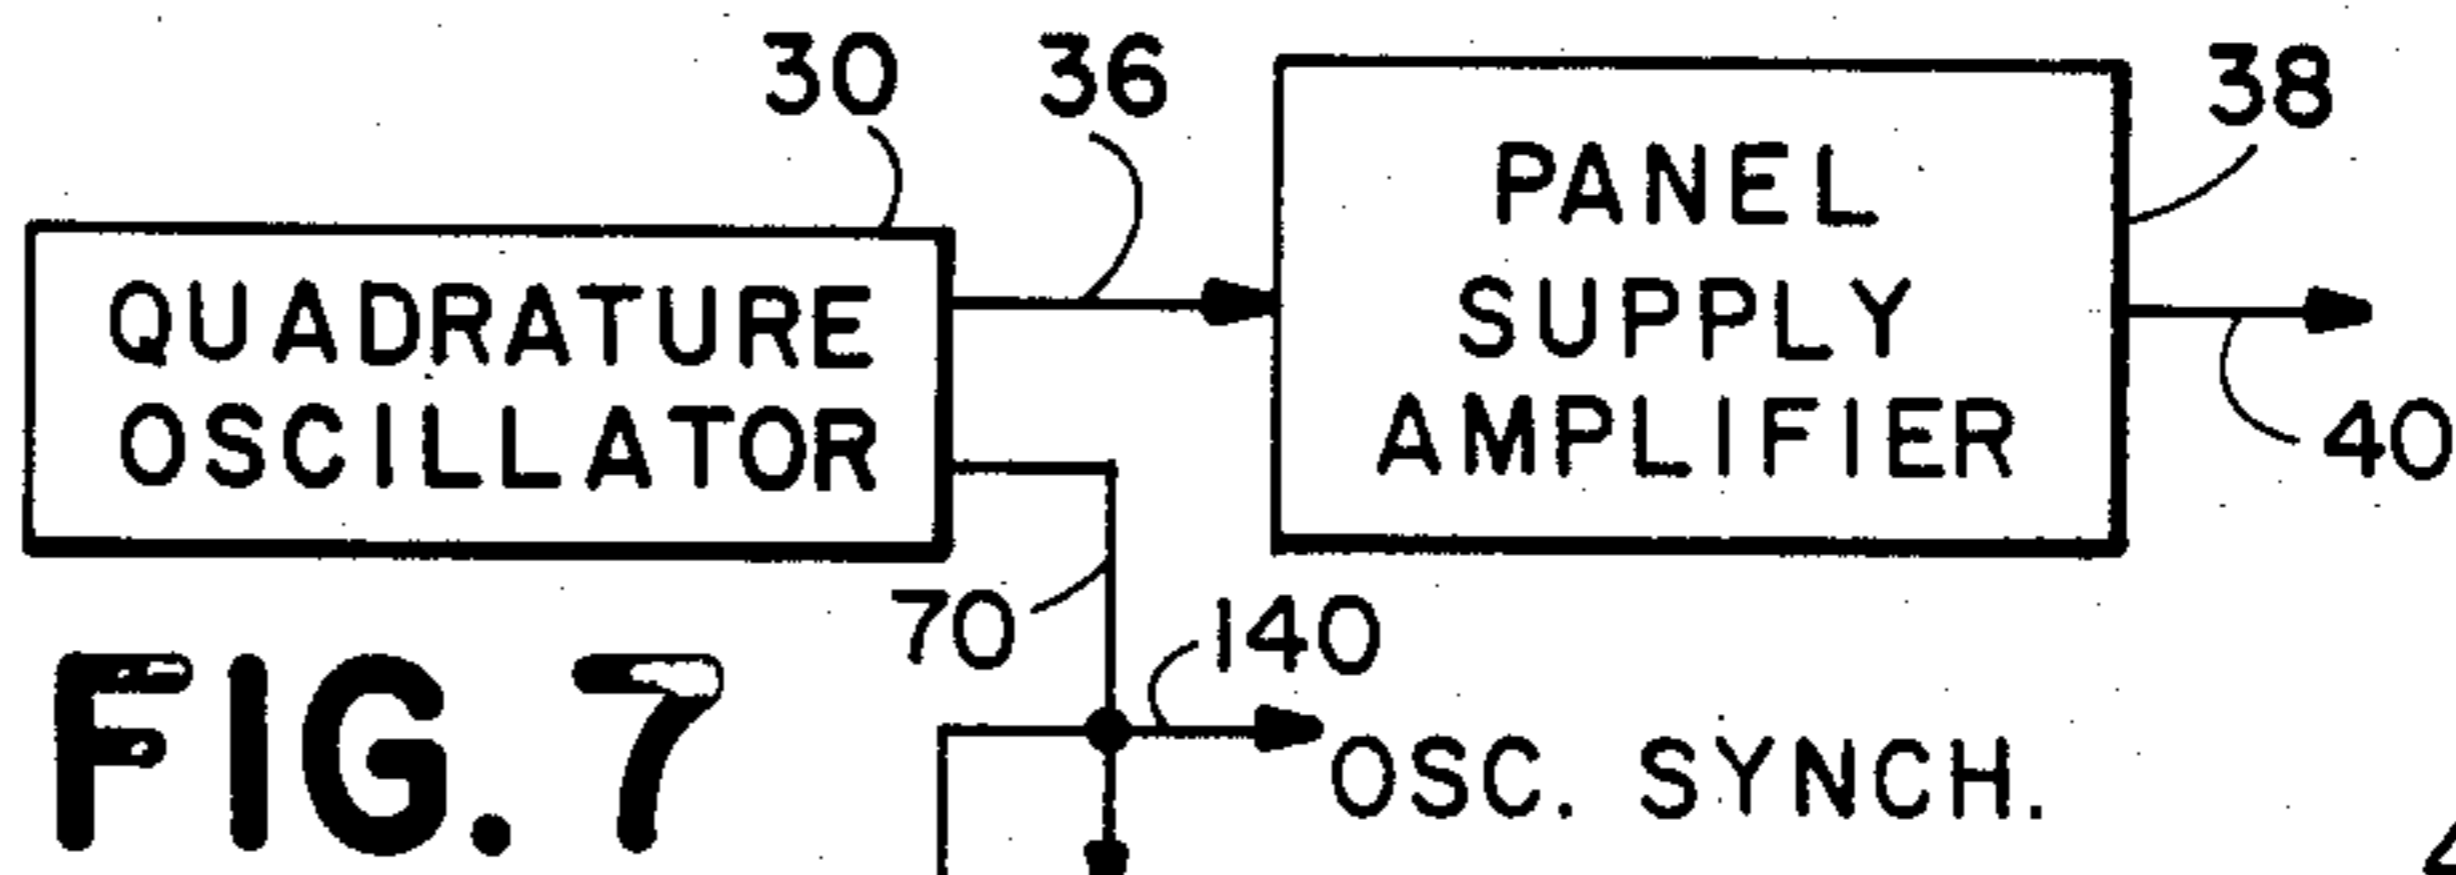 30 36 38
PANEL
SUPPLY
AMPLIFIER
QUADRATURE
OSCILLATOR
40
70 140
OSC. SYNCH.
FIG. 7